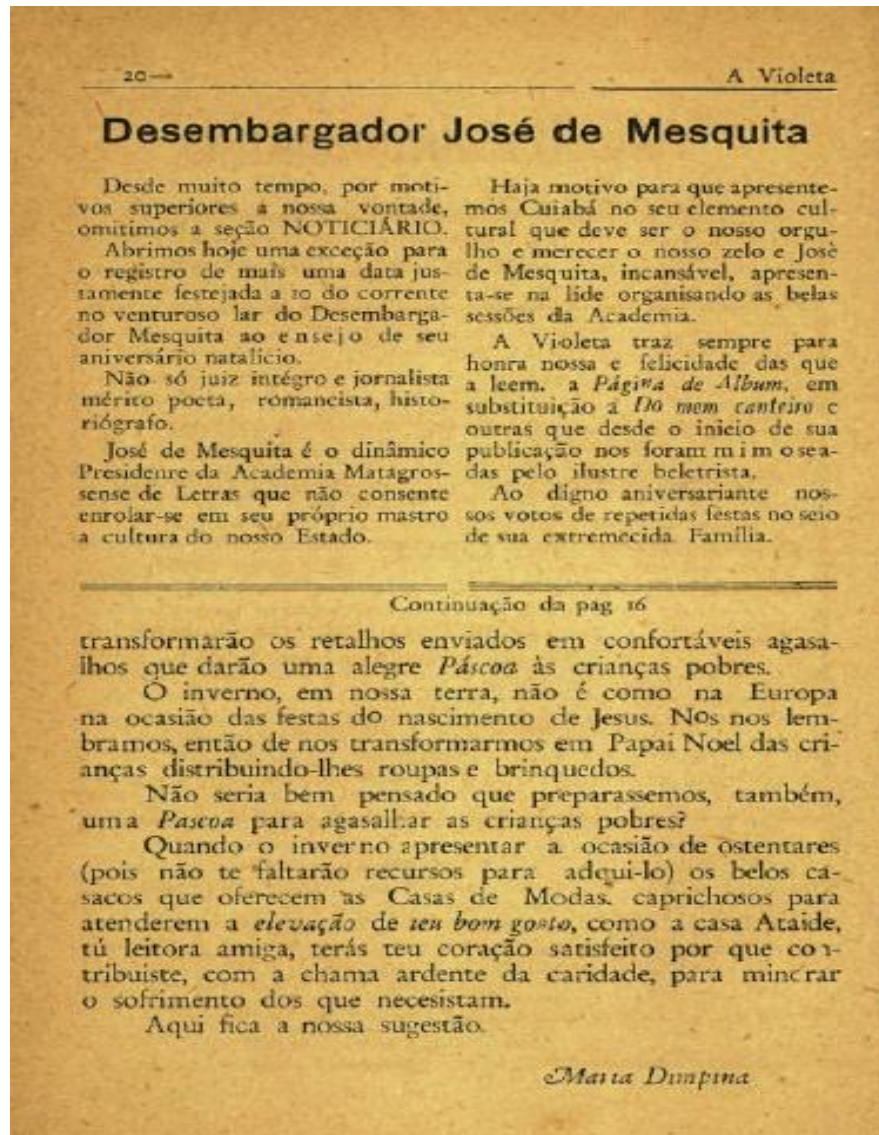 20—
A Violeta
Desembargador José de Mesquita
Desde muito tempo, por moti-
vos superiores a nossa vontade,
omitimos a seção NOTICIÁRIO.
Abrimos hoje uma exceção para
o registro de mais uma data jus-
tamente festejada a 10 do corrente
no venturoso lar do Desembarga-
dor Mesquita ao ensejo de seu
aniversário natalício.
Não só juiz intégro e jornalista
mérito poeta, romancista, histo-
riógrafo.
José de Mesquita é o dinâmico
Presidenre da Academia Matagros-
sense de Letras que não consente
enrolar-se em seu próprio mastro
a cultura do nosso Estado.
Haja motivo para que apresente-
mos Cuiabá no seu elemento cul-
tural que deve ser o nosso orgu-
lho e merecer o nosso zelo e José
de Mesquita, incansável, apresen-
ta-se na lide organisando as belas
sessões da Academia.
A Violeta traz sempre para
honra nossa e felicidade das que
a leem. a Página de Album, em
substituição a Do mem canteiro e
outras que desde o inicio de sua
publicação nos foram mimosea-
das pelo ilustre beletrista.
Ao digno aniversariante nos-
sos votos de repetidas festas no seio
de sua extremecida Família.
Continuação da pag 16
transformarão os retalhos enviados em confortáveis agasa-
lhos que darão uma alegre Páscoa às crianças pobres.
O inverno, em nossa terra, não é como na Europa
na ocasião das festas do nascimento de Jesus. Nos nos lem-
bramos, então de nos transformarmos em Papai Noel das cri-
anças distribuindo-lhes roupas e brinquedos.
Não seria bem pensado que preparassemos, também,
uma Pascoa para agasalhar as crianças pobres?
Quando o inverno apresentar a ocasião de ostentares
(pois não te faltarão recursos para adqui-lo) os belos ca-
sacos que oferecem as Casas de Modas. caprichosos para
atenderem a elevação de teu bom gosto, como a casa Ataide,
tú leitora amiga, terás teu coração satisfeito por que con-
tribuiste, com a chama ardente da caridade, para minorar
o sofrimento dos que necesistam.
Aqui fica a nossa sugestão.
Maria Dimpina